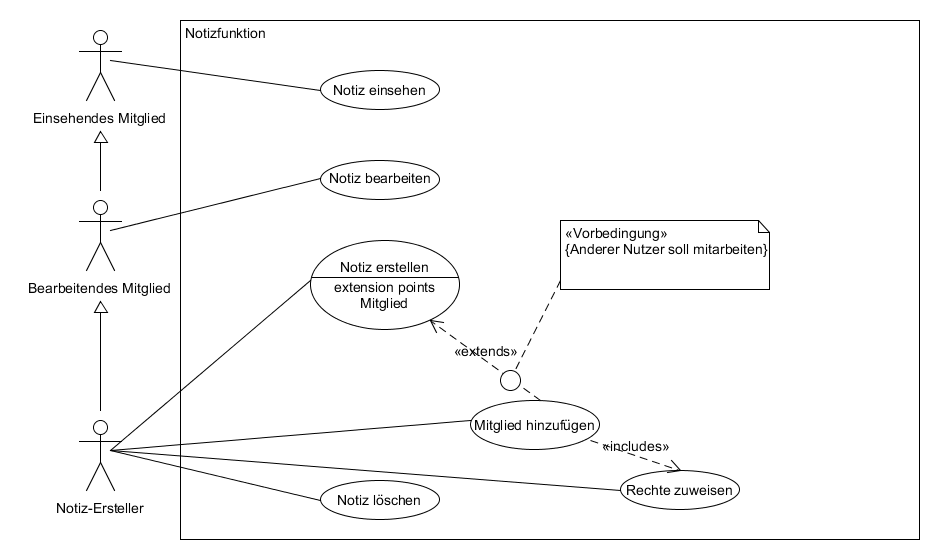 Notizfunktion
Notiz einsehen
Einsehendes Mitglied
Notiz bearbeiten
«Vorbedingung»
{Anderer Nutzer soll mitarbeiten}
Bearbeitendes Mitglied
Notiz erstellen
extension points
Mitglied
«extends»
Mitglied hinzufügen
«includes»
Rechte zuweisen
Notiz löschen
Notiz-Ersteller